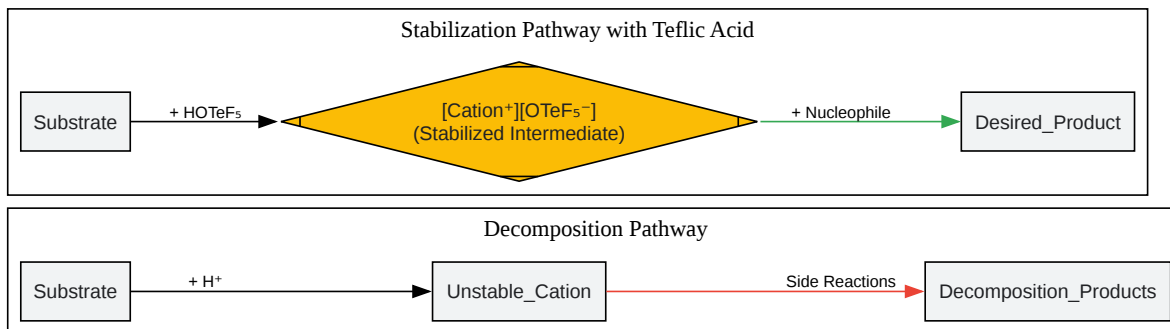 Stabilization Pathway with Teflic Acid
Substrate
+ HOTeF₅
[Cation⁺][OTeF₅⁻]
(Stabilized Intermediate)
+ Nucleophile
Desired_Product
Decomposition Pathway
Substrate
+ H⁺
Unstable_Cation
Side Reactions
Decomposition_Products